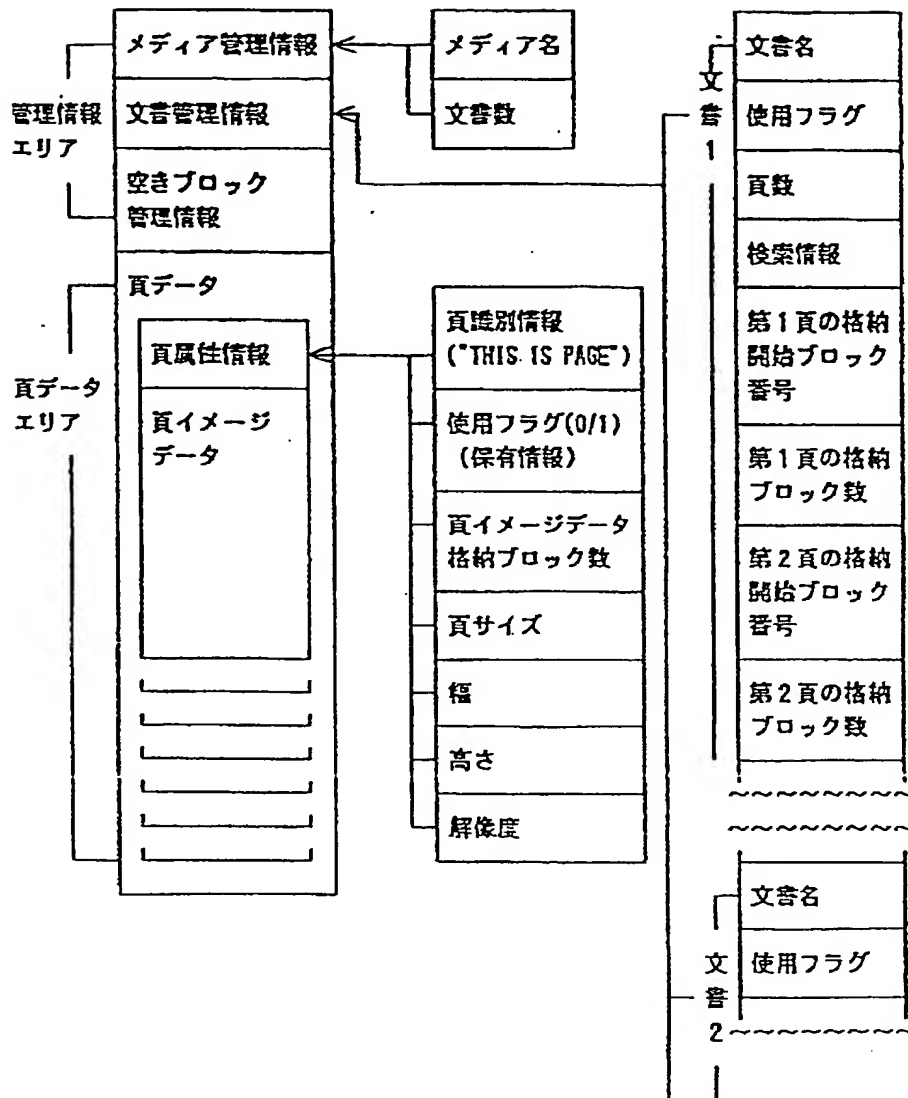 管理情報
エリア
頁データ
エリア
メディア管理情報
文書管理情報
空きブロック
管理情報
頁データ
頁属性情報
頁イメージ
データ
メディア名
文書数
頁識別情報
("THIS IS PAGE")
使用フラグ(0/1)
(保有情報)
頁イメージデータ
格納ブロック数
頁サイズ
幅
高さ
解像度
文書1
文書名
使用フラグ
頁数
検索情報
第1頁の格納
開始ブロック
番号
第1頁の格納
ブロック数
第2頁の格納
開始ブロック
番号
第2頁の格納
ブロック数
文書2
文書名
使用フラグ